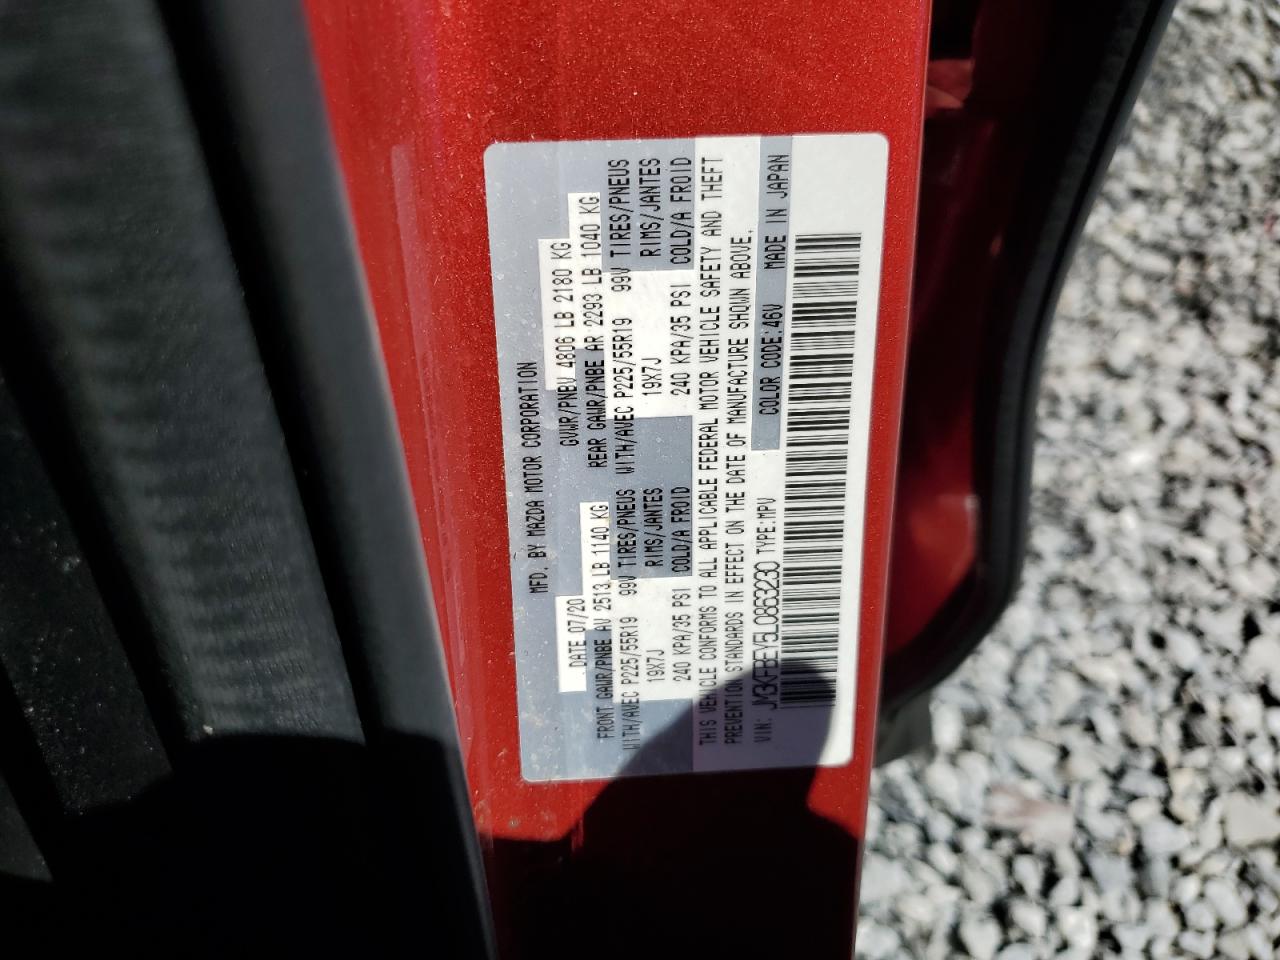 MFD. BY MAZDA MOTOR CORPORATION
DATE 07/20 GVWR/PNBV 4806 LB 2180 KG
FRONT GAWR/PNBE AV 2513 LB 1140 KG REAR GAWR/PNBE AR 2293 LB 1040 KG
WITH/AVEC P225/55R19 99V TIRES/PNEUS WITH/AVEC P225/55R19 99V TIRES/PNEUS
19X7J RIMS/JANTES 19X7J RIMS/JANTES
240 KPA/35 PSI COLD/A FROID 240 KPA/35 PSI COLD/A FROID
THIS VEHICLE CONFORMS TO ALL APPLICABLE FEDERAL MOTOR VEHICLE SAFETY AND THEFT
PREVENTION STANDARDS IN EFFECT ON THE DATE OF MANUFACTURE SHOWN ABOVE.
VIN: JM3KFBEY5L0863230 TYPE:MPV COLOR CODE:46V MADE IN JAPAN